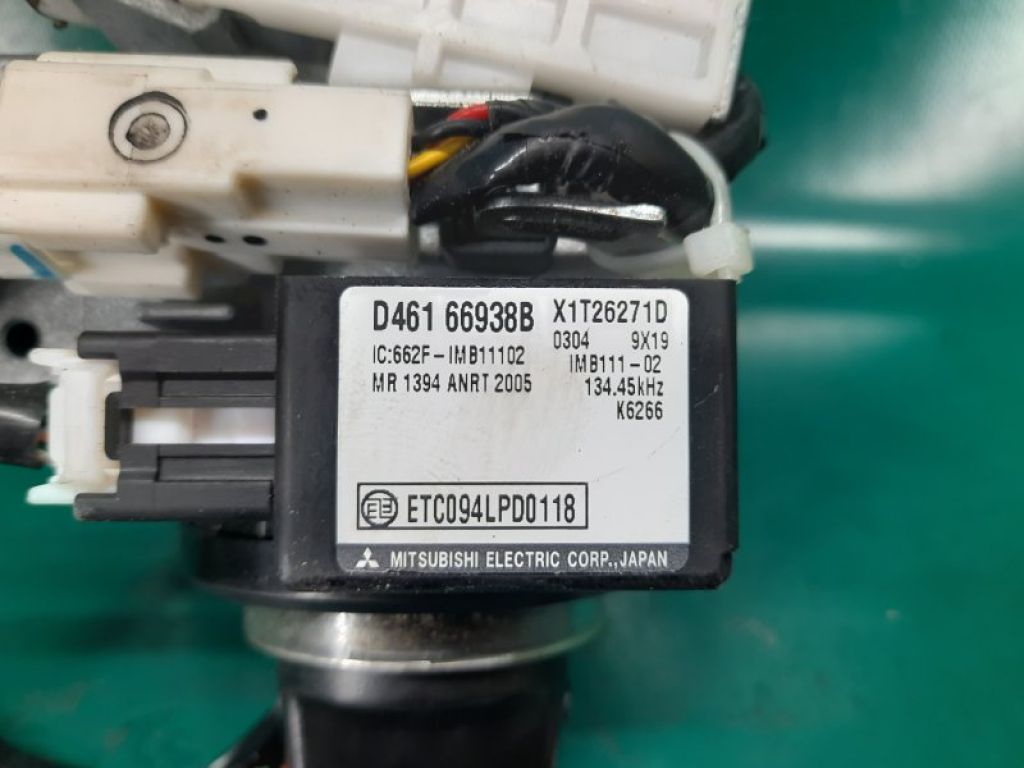 D461 66938B X1T26271D
0304 9X19
IC:662F-IMB11102 IMB111-02
MR 1394 ANRT 2005 134.45kHz
K6266
ETC094LPD0118
MITSUBISHI ELECTRIC CORP., JAPAN